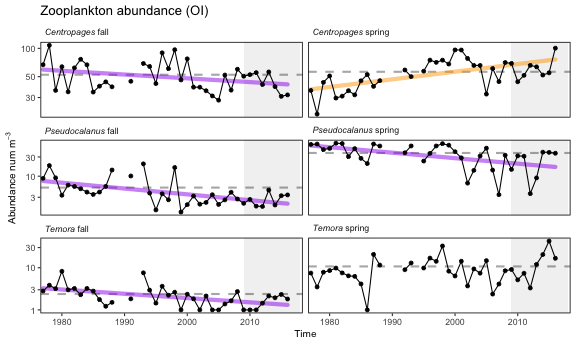 Zooplankton abundance (OI)
Centropages fall
Centropages spring
100
50
30
Pseudocalanus fall
Pseudocalanus spring
30
10
3
Temora fall
Temora spring
30
10
3
1
1980 1990 2000 2010
1980 1990 2000 2010
Time
Abundance num m⁻³